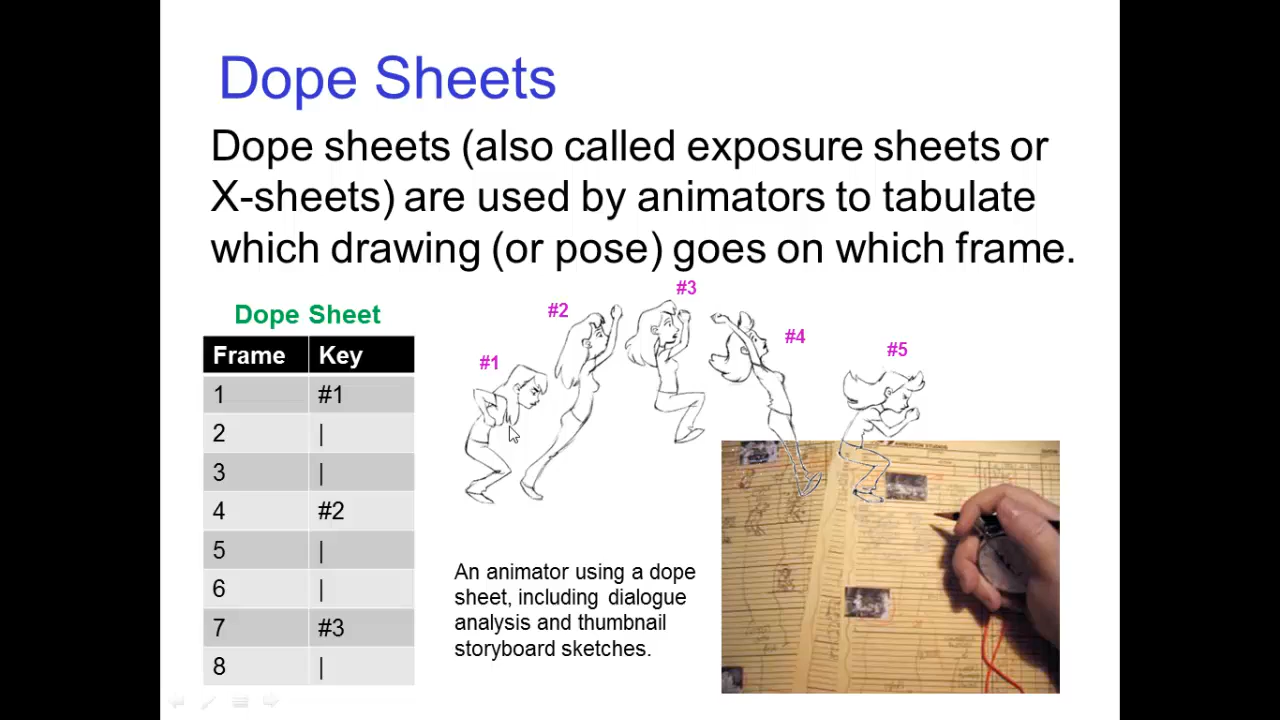 Dope Sheets
Dope sheets (also called exposure sheets or
X-sheets) are used by animators to tabulate
which drawing (or pose) goes on which frame.
Dope Sheet
Frame Key
1 #1
2 |
3 |
4 #2
5 |
6 |
7 #3
8 |
#1
#2
#3
#4
#5
An animator using a dope
sheet, including dialogue
analysis and thumbnail
storyboard sketches.
ANIMATION STUDIOS